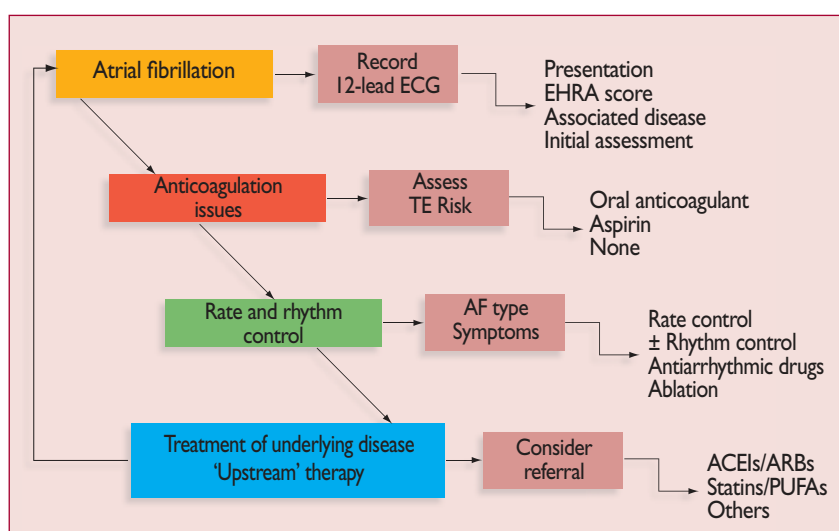 Atrial fibrillation
Record
12-lead ECG
Presentation
EHRA score
Associated disease
Initial assessment
Anticoagulation
issues
Assess
TE Risk
Oral anticoagulant
Aspirin
None
Rate and rhythm
control
AF type
Symptoms
Rate control
± Rhythm control
Antiarrhythmic drugs
Ablation
Treatment of underlying disease
‘Upstream’ therapy
Consider
referral
ACEIs/ARBs
Statins/PUFAs
Others